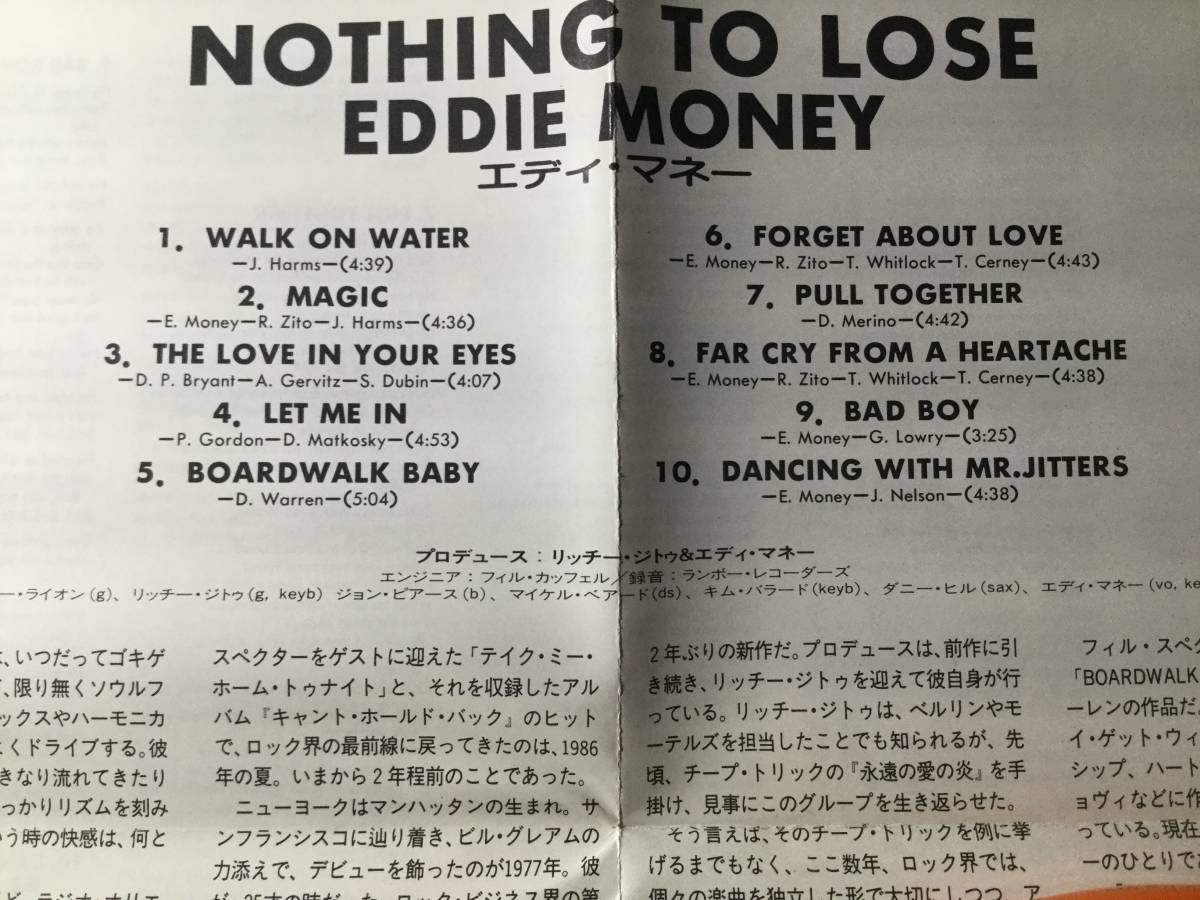 NOTHING TO LOSE
EDDIE MONEY
エディ・マネー
1. WALK ON WATER
—J. Harms—(4:39)
2. MAGIC
—E. Money—R. Zito—J. Harms—(4:36)
3. THE LOVE IN YOUR EYES
—D. P. Bryant—A. Gervitz—S. Dubin—(4:07)
4. LET ME IN
—P. Gordon—D. Matkosky—(4:53)
5. BOARDWALK BABY
—D. Warren—(5:04)
6. FORGET ABOUT LOVE
—E. Money—R. Zito—T. Whitlock—T. Cerney—(4:43)
7. PULL TOGETHER
—D. Merino—(4:42)
8. FAR CRY FROM A HEARTACHE
—E. Money—R. Zito—T. Whitlock—T. Cerney—(4:38)
9. BAD BOY
—E. Money—G. Lowry—(3:25)
10. DANCING WITH MR.JITTERS
—E. Money—J. Nelson—(4:38)
プロデュース：リッチー・ジトゥ&エディ・マネー
エンジニア：フィル・カッフェル／録音：ランボー・レコーダーズ
ー・ライオン(g)、リッチー・ジトゥ(g, keyb) ジョン・ピアース(b)、マイケル・ベアード(ds)、キム・バラード(keyb)、ダニー・ヒル(sax)、エディ・マネー(vo, ke
、いつだってゴキゲ
、限り無くソウルフ
ックスやハーモニカ
くドライブする。彼
きなり流れてきたり
っかりリズムを刻み
う時の快感は、何と
スペクターをゲストに迎えた「テイク・ミー・
ホーム・トゥナイト」と、それを収録したアル
バム『キャント・ホールド・バック』のヒット
で、ロック界の最前線に戻ってきたのは、1986
年の夏。いまから2年程前のことであった。
ニューヨークはマンハッタンの生まれ。サ
ンフランシスコに辿り着き、ビル・グレアムの
力添えで、デビューを飾ったのが1977年。彼
2年ぶりの新作だ。プロデュースは、前作に引
き続き、リッチー・ジトゥを迎えて彼自身が行
っている。リッチー・ジトゥは、ベルリンやモ
ーテルズを担当したことでも知られるが、先
頃、チープ・トリックの『永遠の愛の炎』を手
掛け、見事にこのグループを生き返らせた。
そう言えば、そのチープ・トリックを例に挙
げるまでもなく、ここ数年、ロック界では、
個々の楽曲を独立した形で大切にしつつ、ア
フィル・スペク
「BOARDWALK
ーレンの作品だ。
イ・ゲット・ウィ
シップ、ハート
ョヴィなどに作
っている。現在
ーのひとりで